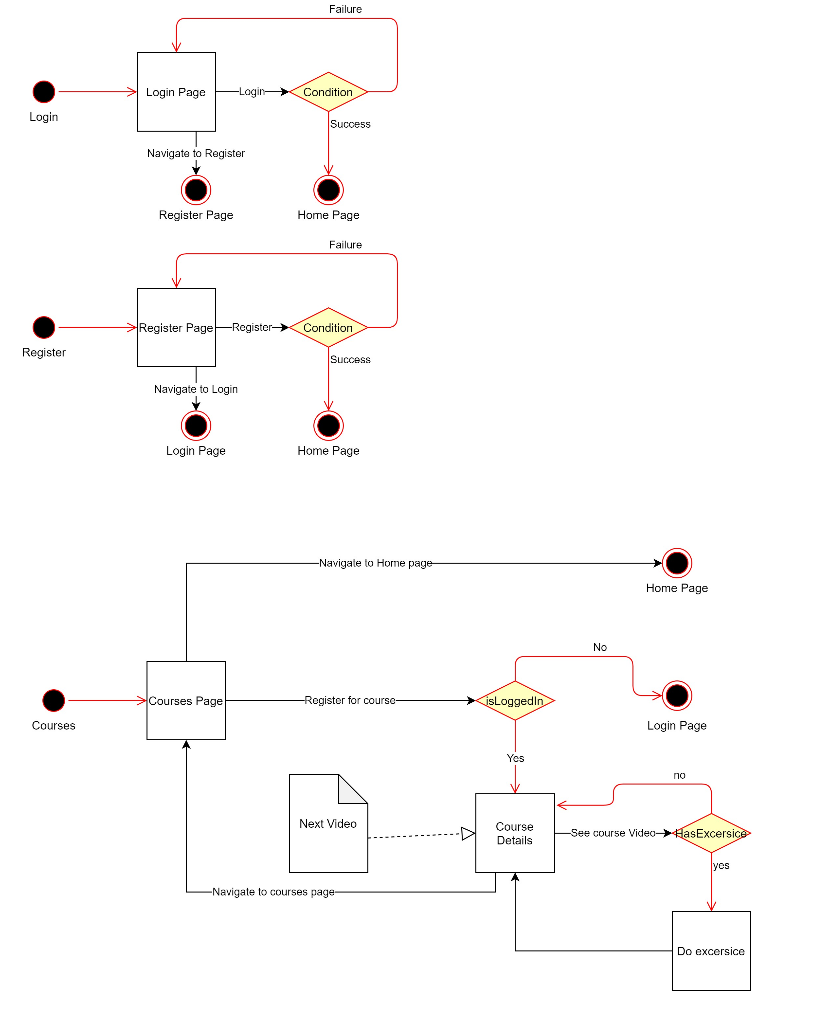 Failure
Login Page
Login
Condition
Login
Success
Navigate to Register
Register Page
Home Page
Failure
Register Page
Register
Condition
Register
Success
Navigate to Login
Login Page
Home Page
Navigate to Home page
Home Page
No
Courses Page
Register for course
isLoggedIn
Courses
Login Page
Yes
no
Next Video
Course
Details
See course Video
HasExcersice
yes
Navigate to courses page
Do excersice